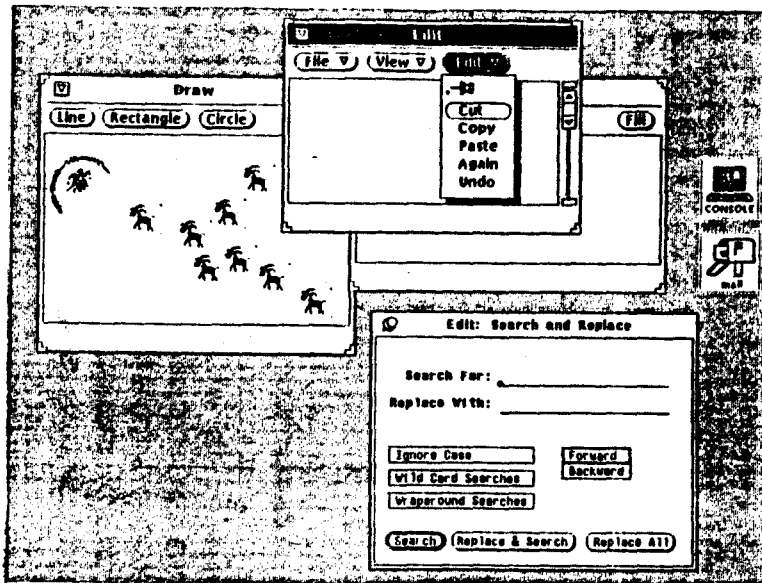 Edit
File View Edit
Draw
Line Rectangle Circle
Fill
Cut
Copy
Paste
Again
Undo
CONSOLE
mail
Edit: Search and Replace
Search For:
Replace With:
Ignore Case
Wild Card Searches
Wraparound Searches
Forward
Backward
Search Replace & Search Replace All